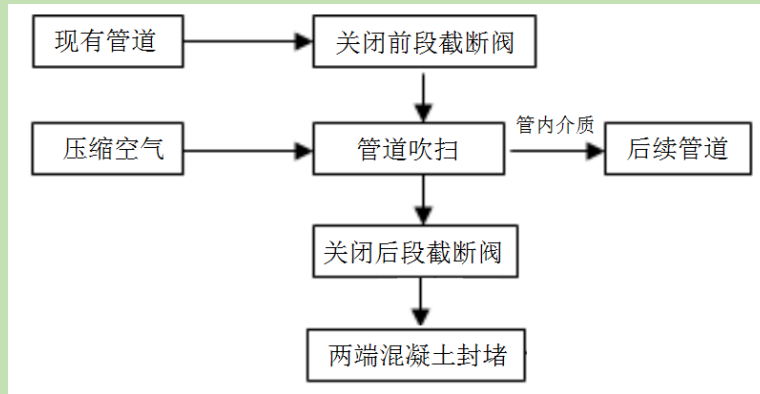 现有管道
关闭前段截断阀
压缩空气
管道吹扫
管内介质
后续管道
关闭后段截断阀
两端混凝土封堵